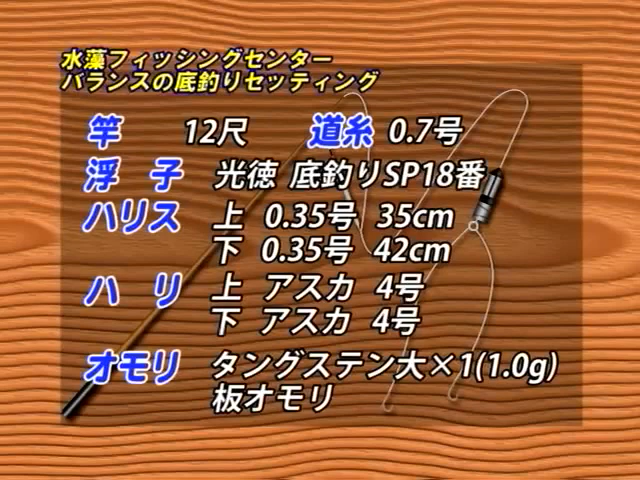 水藻フィッシングセンター
バランスの底釣りセッティング
竿 12尺 道糸 0.7号
浮子 光徳 底釣りSP18番
ハリス 上 0.35号 35cm
下 0.35号 42cm
ハリ 上 アスカ 4号
下 アスカ 4号
オモリ タングステン大×1(1.0g)
板オモリ